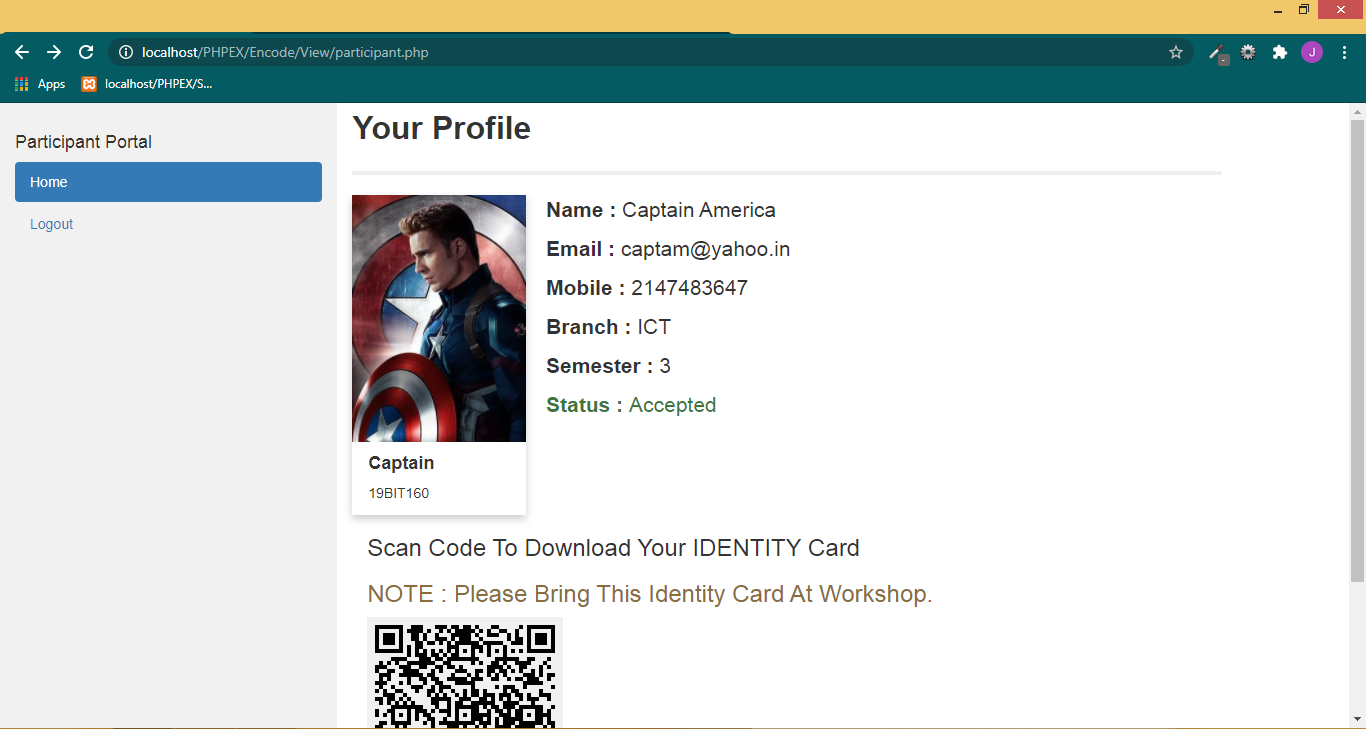 localhost/PHPEX/Encode/View/participant.php
J
Apps
localhost/PHPEX/S...
Participant Portal
Home
Logout
Your Profile
Name : Captain America
Email : captam@yahoo.in
Mobile : 2147483647
Branch : ICT
Semester : 3
Status : Accepted
Captain
19BIT160
Scan Code To Download Your IDENTITY Card
NOTE : Please Bring This Identity Card At Workshop.